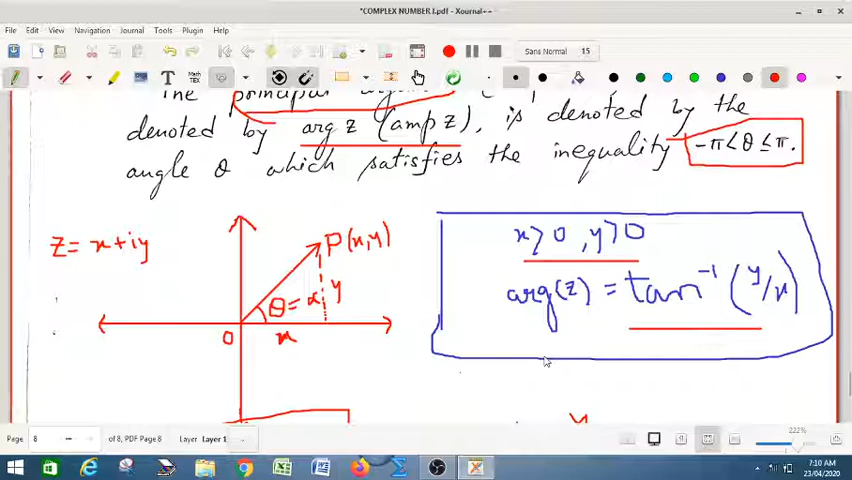 *COMPLEX NUMBER I.pdf - Xournal++
File Edit View Navigation Journal Tools Plugin Help
Sans Normal 15
The principal
denoted by arg z (amp z), is denoted by the
angle θ which satisfies the inequality -π<θ≤π.
z = x+iy
P(x,y)
θ=α
y
O
x
x>0, y>0
arg(z) = tan⁻¹(y/x)
Y
222%
Page 8 of 8, PDF Page 8 Layer Layer 1
7:10 AM
23/04/2020